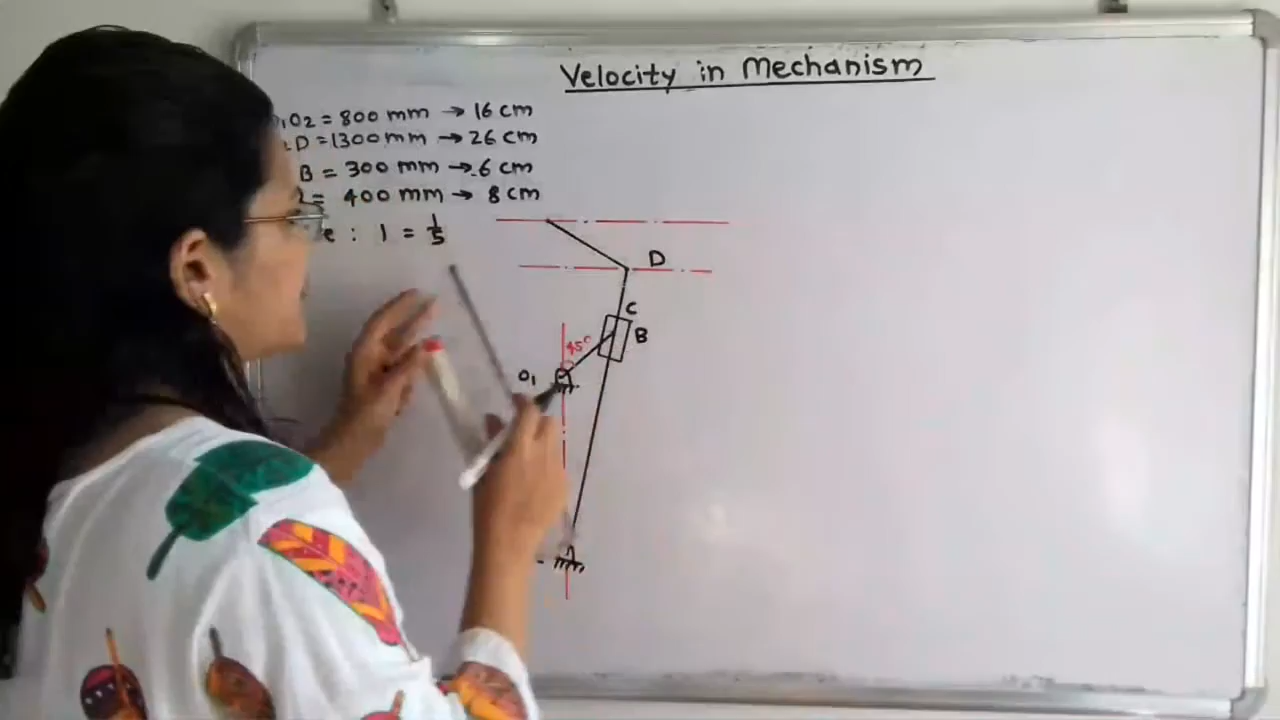 Velocity in Mechanism
O2 = 800 mm → 16 cm
D = 1300 mm → 26 cm
B = 300 mm → 6 cm
= 400 mm → 8 cm
: 1 = 1/5
D
C
B
45°
O1